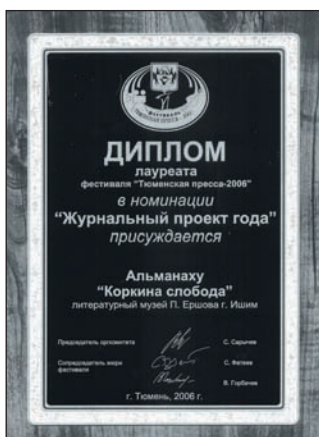 ФЕСТИВАЛЬ
ДИПЛОМ
лауреата
фестиваля "Тюменская пресса-2006"
в номинации
"Журнальный проект года"
присуждается
Альманаху
"Коркина слобода"
литературный музей П. Ершова г. Ишим
Председатель оргкомитета С. Сарычев
Сопредседатель жюри фестиваля С. Фатеев
В. Горбачев
г. Тюмень, 2006 г.